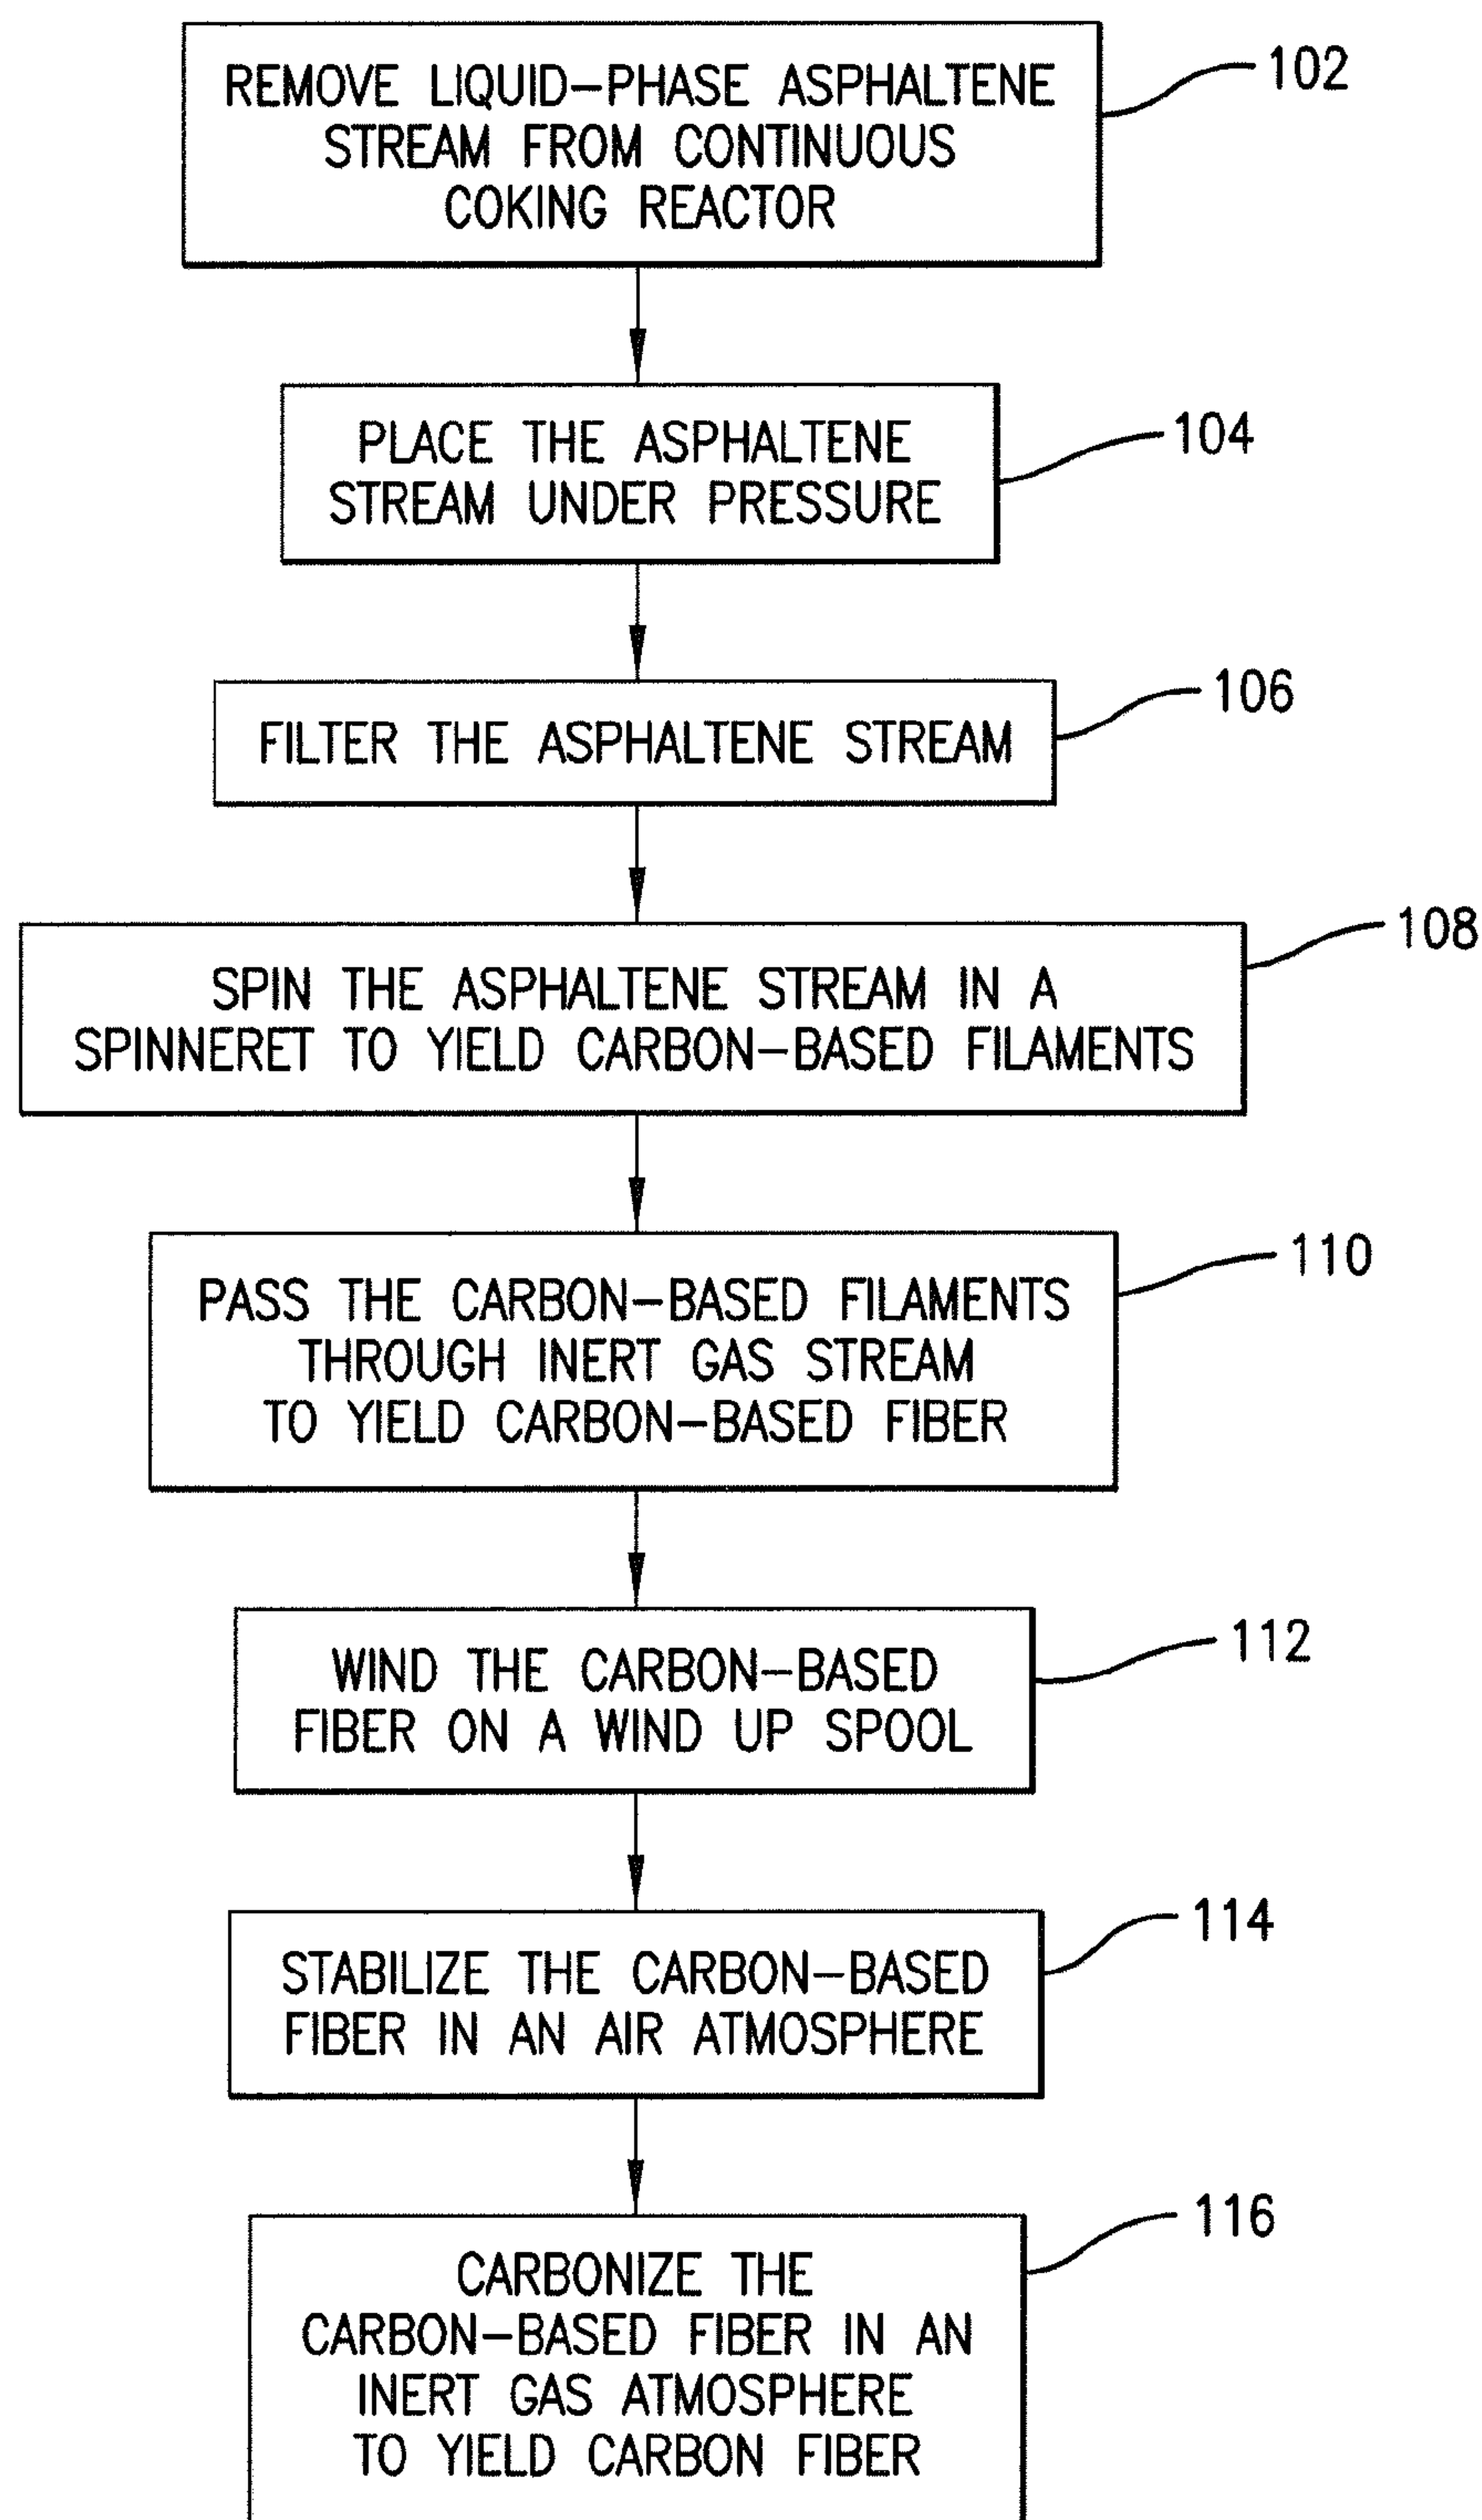 REMOVE LIQUID-PHASE ASPHALTENE
STREAM FROM CONTINUOUS
COKING REACTOR
102
PLACE THE ASPHALTENE
STREAM UNDER PRESSURE
104
FILTER THE ASPHALTENE STREAM
106
SPIN THE ASPHALTENE STREAM IN A
SPINNERET TO YIELD CARBON-BASED FILAMENTS
108
PASS THE CARBON-BASED FILAMENTS
THROUGH INERT GAS STREAM
TO YIELD CARBON-BASED FIBER
110
WIND THE CARBON-BASED
FIBER ON A WIND UP SPOOL
112
STABILIZE THE CARBON-BASED
FIBER IN AN AIR ATMOSPHERE
114
CARBONIZE THE
CARBON-BASED FIBER IN AN
INERT GAS ATMOSPHERE
TO YIELD CARBON FIBER
116